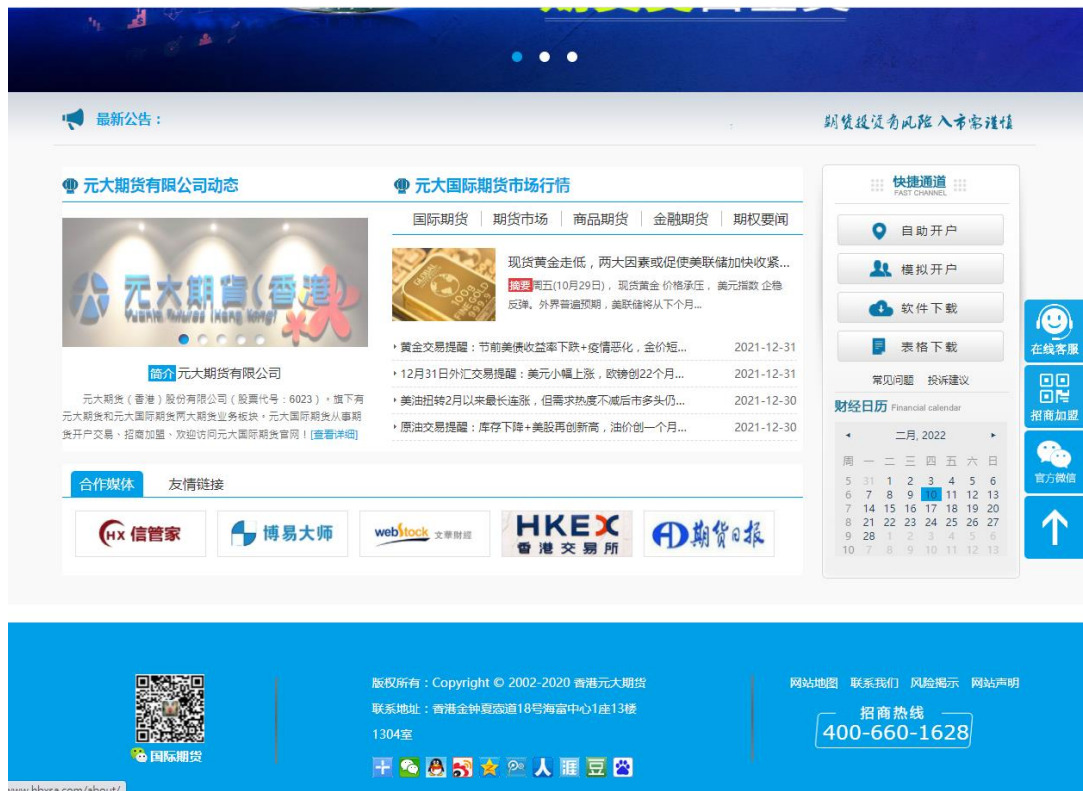 最新公告：
期货投资有风险 入市需谨慎
元大期货有限公司动态
元大期貨(香港)
Yuanta Futures (Hong Kong)
简介 元大期货有限公司
元大期货（香港）股份有限公司（股票代号：6023），旗下有
元大期货和元大国际期货两大期货业务板块。元大国际期货从事期
货开户交易、招商加盟、欢迎访问元大国际期货官网！[查看详细]
元大国际期货市场行情
国际期货 期货市场 商品期货 金融期货 期权要闻
现货黄金走低，两大因素或促使美联储加快收紧...
摘要 周五(10月29日)，现货黄金 价格承压， 美元指数 企稳
反弹。外界普遍预期，美联储将从下个月...
黄金交易提醒：节前美债收益率下跌+疫情恶化，金价短... 2021-12-31
12月31日外汇交易提醒：美元小幅上涨，欧镑创22个月... 2021-12-31
美油扭转2月以来最长连涨，但需求热度不减后市多头仍... 2021-12-30
原油交易提醒：库存下降+美股再创新高，油价创一个月... 2021-12-30
合作媒体 友情链接
HX 信管家
博易大师
webstock 文华财经
HKEX
香港交易所
期货日报
快捷通道
FAST CHANNEL
自助开户
模拟开户
软件下载
表格下载
常见问题 投诉建议
财经日历 Financial calendar
二月, 2022
周 一 二 三 四 五 六 日
5 31 1 2 3 4 5 6
6 7 8 9 10 11 12 13
7 14 15 16 17 18 19 20
8 21 22 23 24 25 26 27
9 28 1 2 3 4 5 6
10 7 8 9 10 11 12 13
在线客服
招商加盟
官方微信
国际期货
版权所有：Copyright © 2002-2020 香港元大期货
联系地址：香港金钟夏悫道18号海富中心1座13楼
1304室
网站地图 联系我们 风险揭示 网站声明
招商热线
400-660-1628